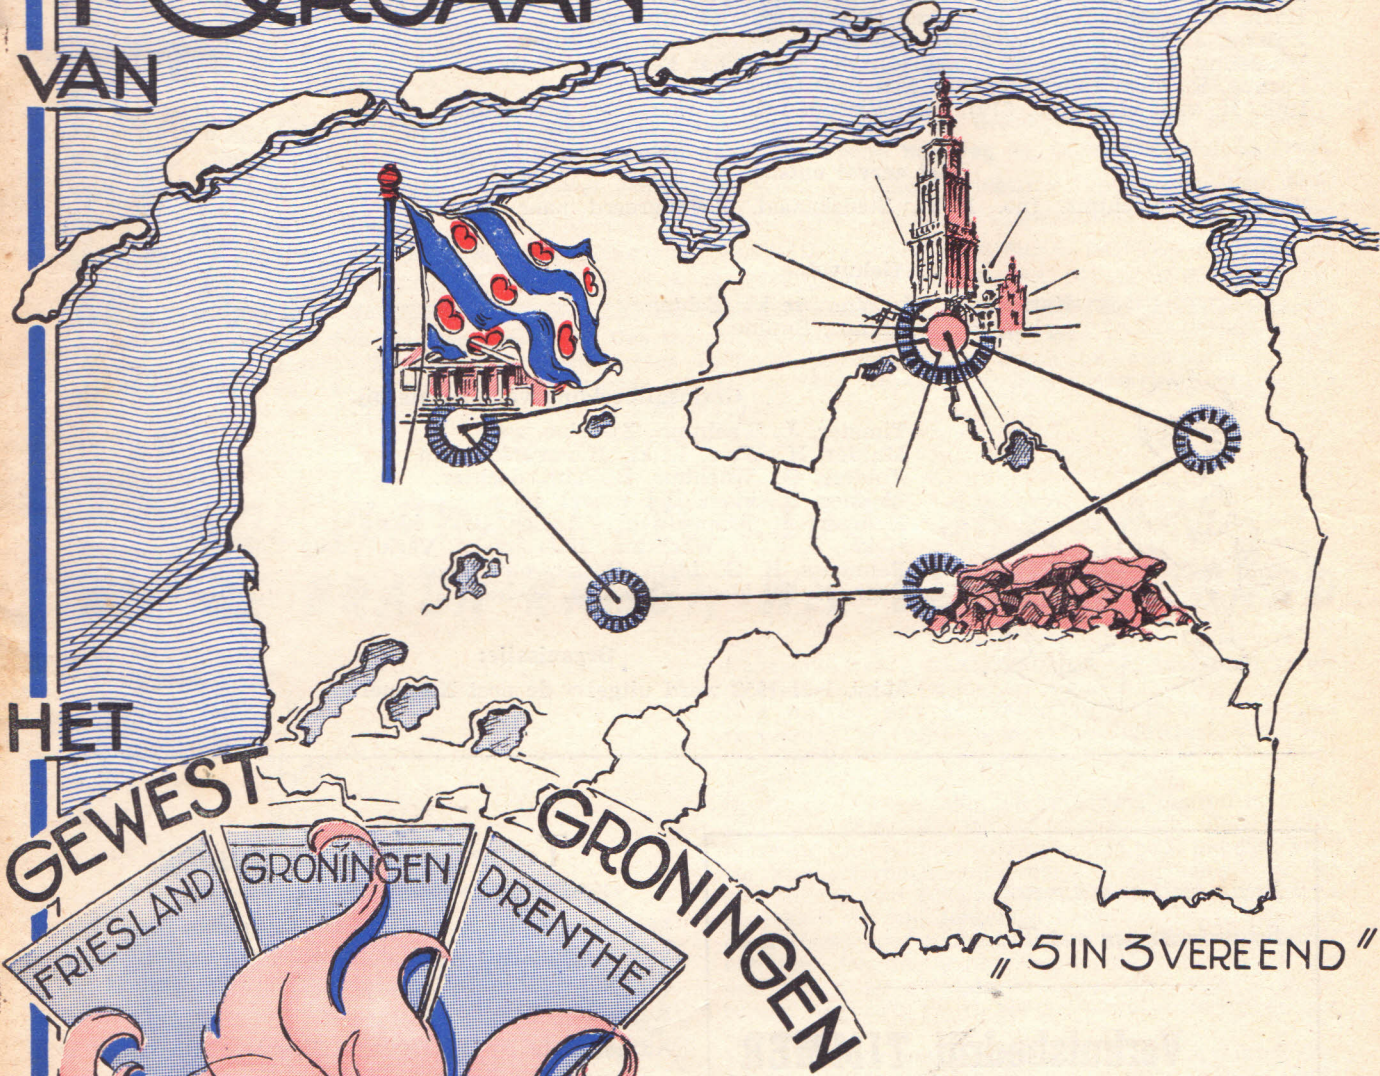 VAN
HET
GEWEST GRONINGEN
FRIESLAND
GRONINGEN
DRENTHE
"5 IN 3 VEREEND"